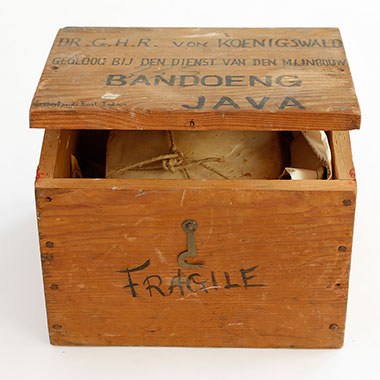 DR. G.H.R. VON KOENIGSWALD
GEOLOOG BIJ DEN DIENST VAN DEN MIJNBOUW
BANDOENG
JAVA
FRAGILE